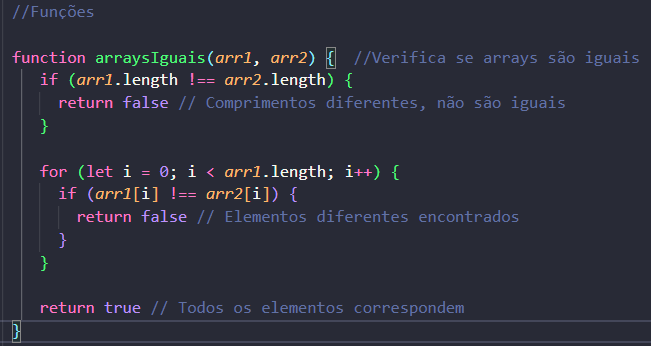 //Funções
function arraysIguais(arr1, arr2) {  //Verifica se arrays são iguais
if (arr1.length !== arr2.length) {
return false // Comprimentos diferentes, não são iguais
}
for (let i = 0; i < arr1.length; i++) {
if (arr1[i] !== arr2[i]) {
return false // Elementos diferentes encontrados
}
}
return true // Todos os elementos correspondem
}